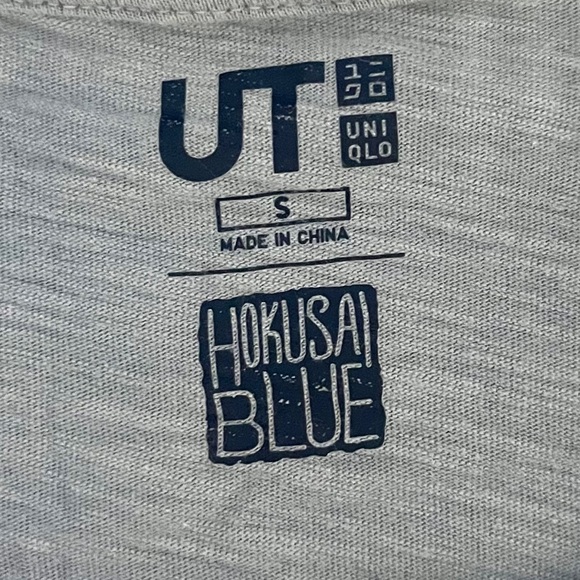 UT
ユニ
クロ
UNI
QLO
S
MADE IN CHINA
HOKUSAI
BLUE